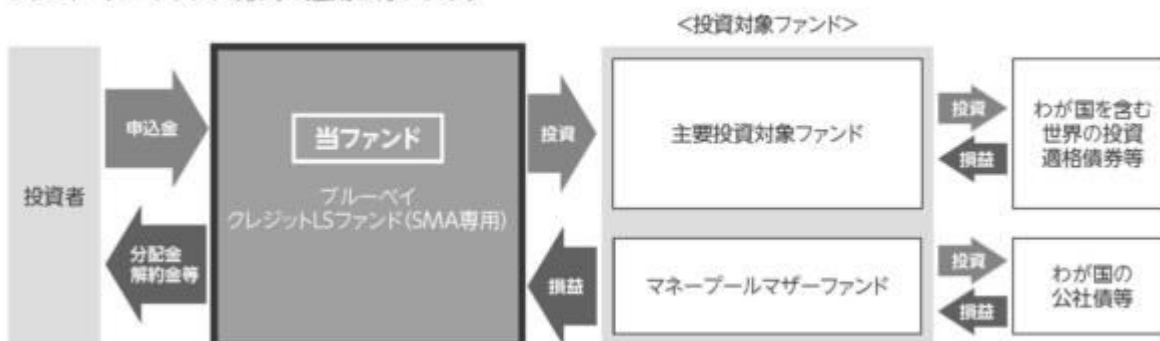 <投資対象ファンド>
投資者
申込金
分配金
解約金等
当ファンド
ブルーベイ
クレジットLSファンド(SMA専用)
投資
損益
主要投資対象ファンド
マネープールマザーファンド
投資
損益
わが国を含む
世界の投資
適格債券等
投資
損益
わが国の
公社債等